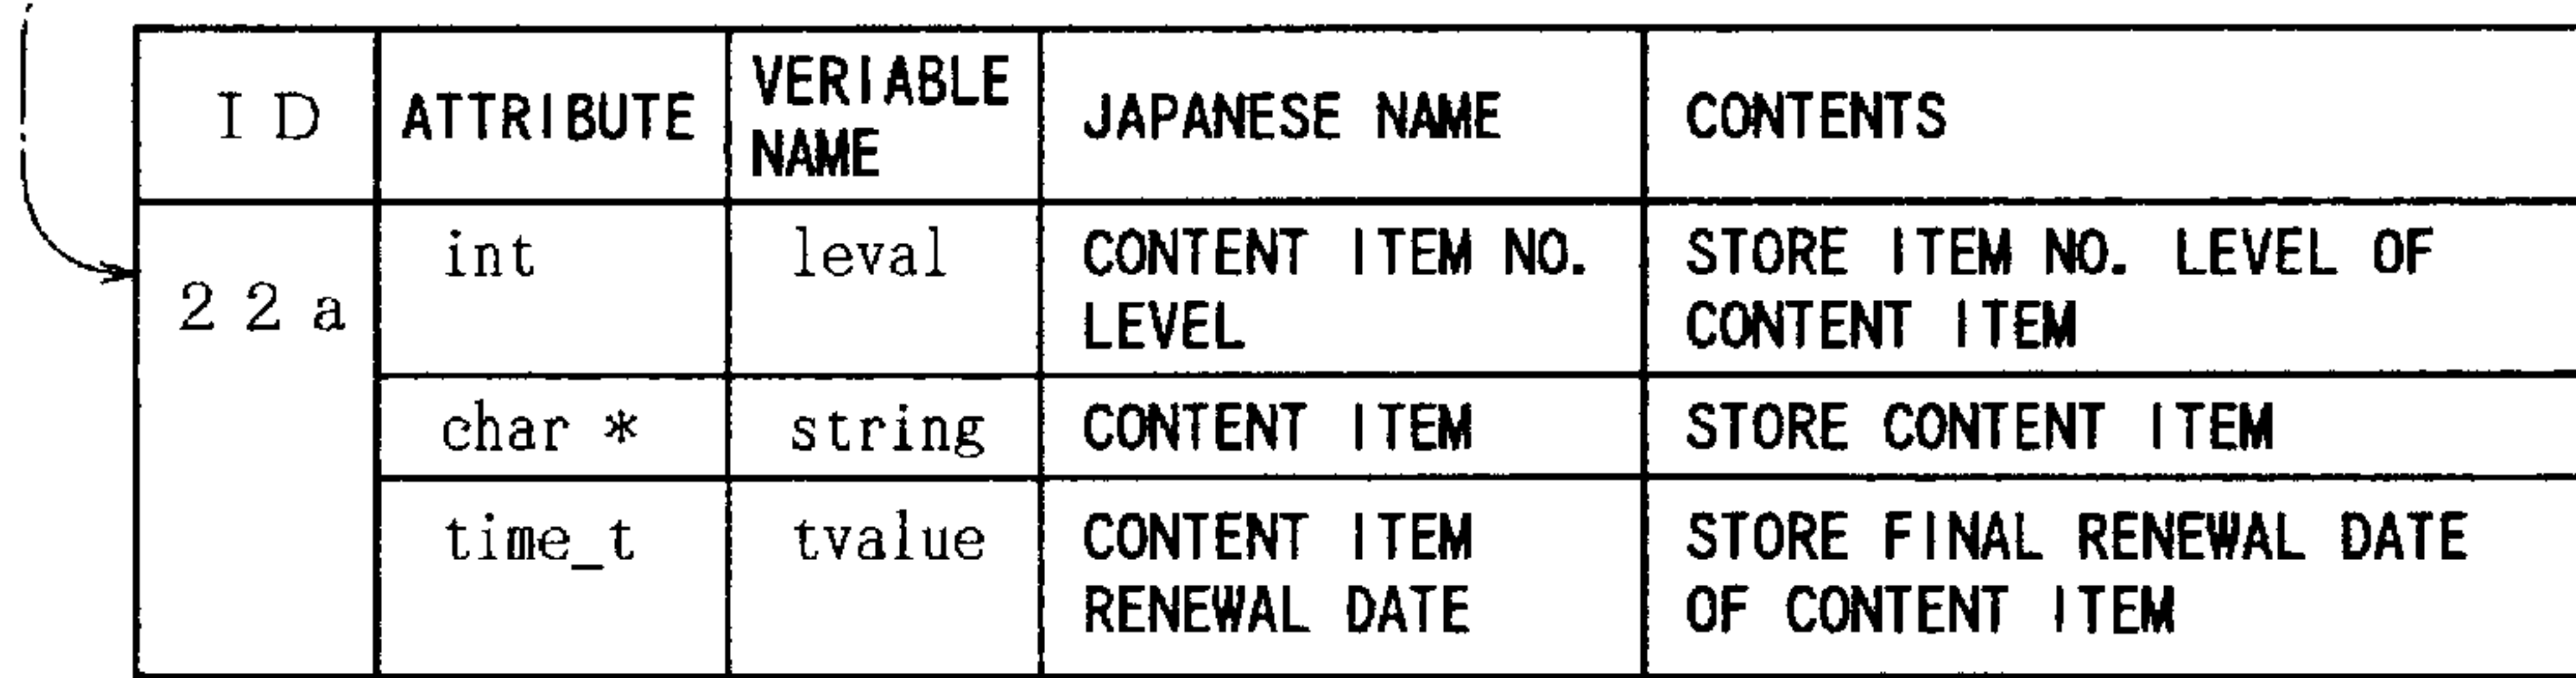 ID ATTRIBUTE VERIABLE NAME JAPANESE NAME CONTENTS
22a int leval CONTENT ITEM NO. LEVEL STORE ITEM NO. LEVEL OF CONTENT ITEM
char * string CONTENT ITEM STORE CONTENT ITEM
time_t tvalue CONTENT ITEM RENEWAL DATE STORE FINAL RENEWAL DATE OF CONTENT ITEM